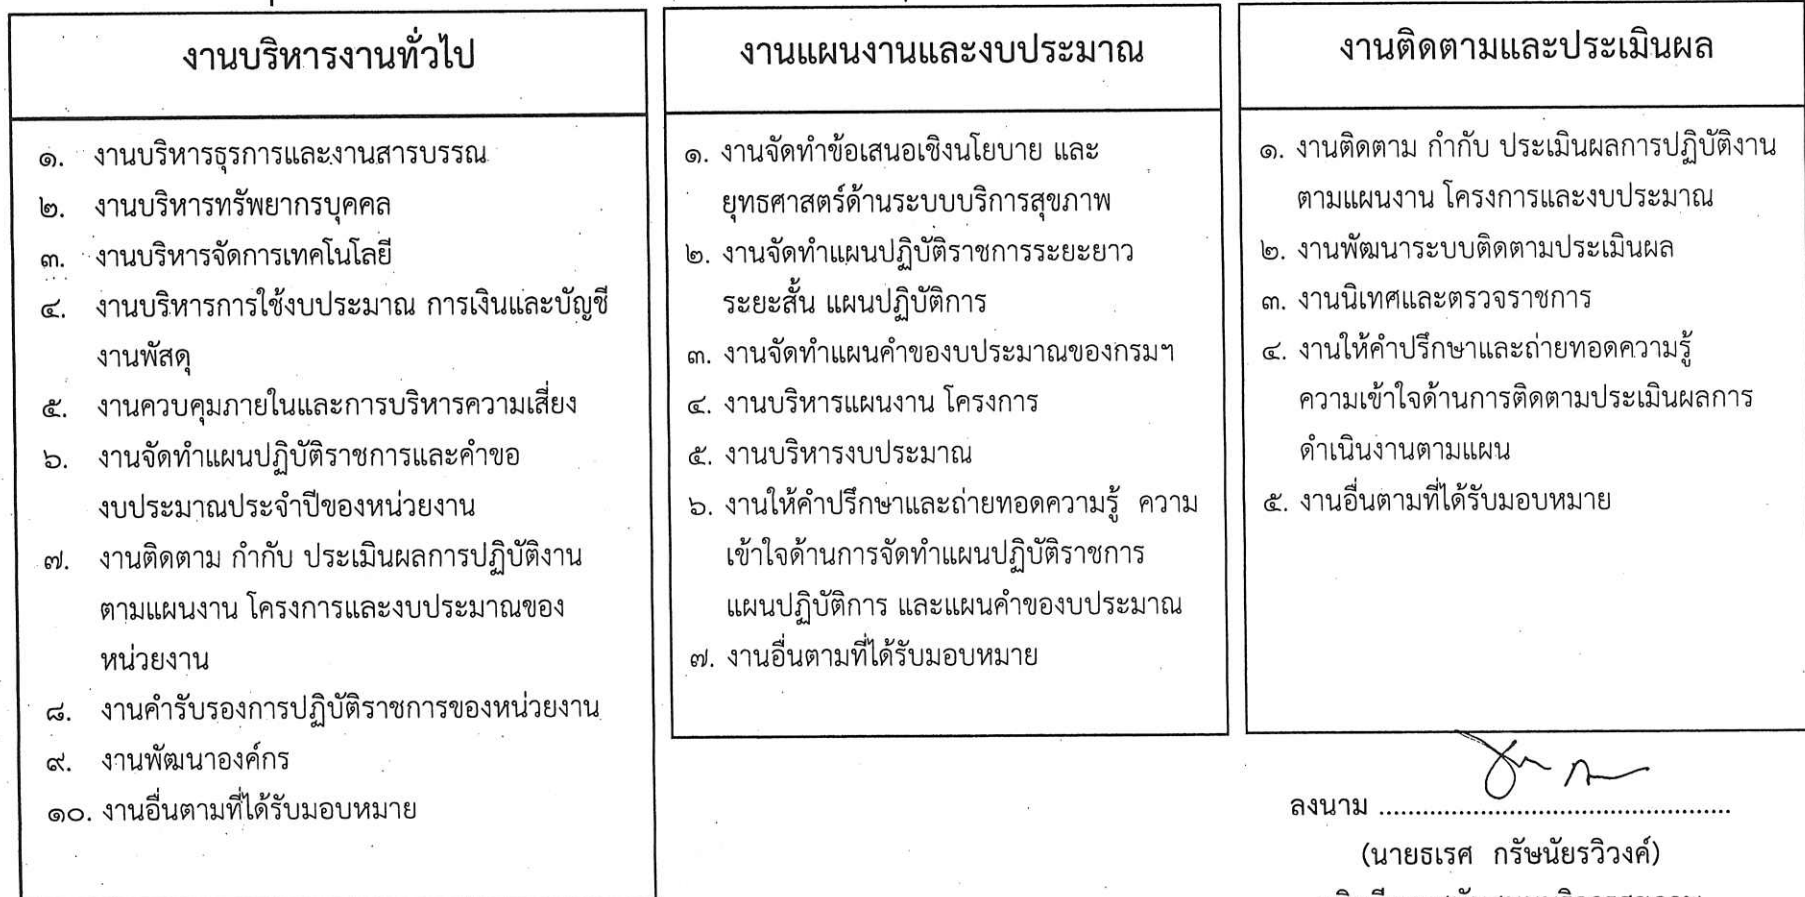 งานบริหารงานทั่วไป
๑. งานบริหารธุรการและงานสารบรรณ
๒. งานบริหารทรัพยากรบุคคล
๓. งานบริหารจัดการเทคโนโลยี
๔. งานบริหารการใช้งบประมาณ การเงินและบัญชี
งานพัสดุ
๕. งานควบคุมภายในและการบริหารความเสี่ยง
๖. งานจัดทำแผนปฏิบัติราชการและคำขอ
งบประมาณประจำปีของหน่วยงาน
๗. งานติดตาม กำกับ ประเมินผลการปฏิบัติงาน
ตามแผนงาน โครงการและงบประมาณของ
หน่วยงาน
๘. งานคำรับรองการปฏิบัติราชการของหน่วยงาน
๙. งานพัฒนาองค์กร
๑๐. งานอื่นตามที่ได้รับมอบหมาย
งานแผนงานและงบประมาณ
๑. งานจัดทำข้อเสนอเชิงนโยบาย และ
ยุทธศาสตร์ด้านระบบบริการสุขภาพ
๒. งานจัดทำแผนปฏิบัติราชการระยะยาว
ระยะสั้น แผนปฏิบัติการ
๓. งานจัดทำแผนคำของบประมาณของกรมฯ
๔. งานบริหารแผนงาน โครงการ
๕. งานบริหารงบประมาณ
๖. งานให้คำปรึกษาและถ่ายทอดความรู้ ความ
เข้าใจด้านการจัดทำแผนปฏิบัติราชการ
แผนปฏิบัติการ และแผนคำของบประมาณ
๗. งานอื่นตามที่ได้รับมอบหมาย
งานติดตามและประเมินผล
๑. งานติดตาม กำกับ ประเมินผลการปฏิบัติงาน
ตามแผนงาน โครงการและงบประมาณ
๒. งานพัฒนาระบบติดตามประเมินผล
๓. งานนิเทศและตรวจราชการ
๔. งานให้คำปรึกษาและถ่ายทอดความรู้
ความเข้าใจด้านการติดตามประเมินผลการ
ดำเนินงานตามแผน
๕. งานอื่นตามที่ได้รับมอบหมาย
ลงนาม ................................................
(นายธเรศ กรัษนัยรวิวงค์)